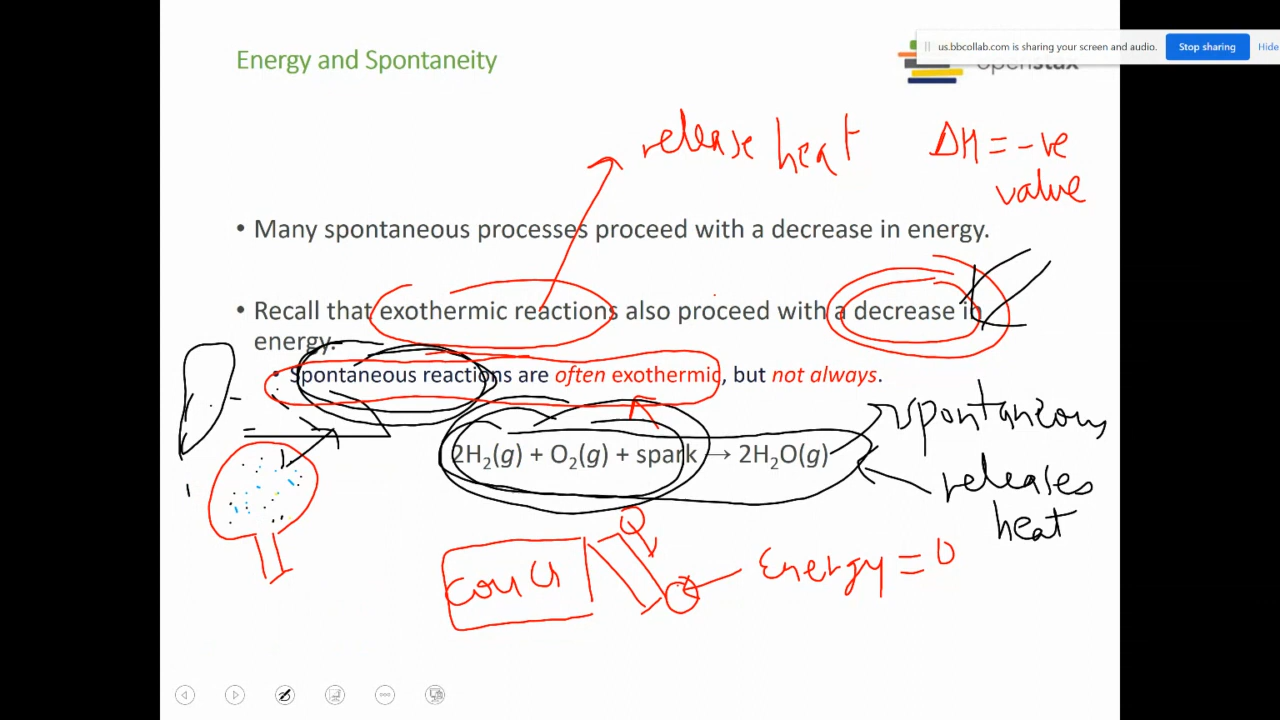 us.bbcollab.com is sharing your screen and audio. Stop sharing Hide
Energy and Spontaneity
openstax
release heat
ΔH = -ve
value
• Many spontaneous processes proceed with a decrease in energy.
• Recall that exothermic reactions also proceed with a decrease in
energy.
• Spontaneous reactions are often exothermic, but not always.
spontaneous
2H₂(g) + O₂(g) + spark → 2H₂O(g)
releases
heat
Couch
Energy = 0